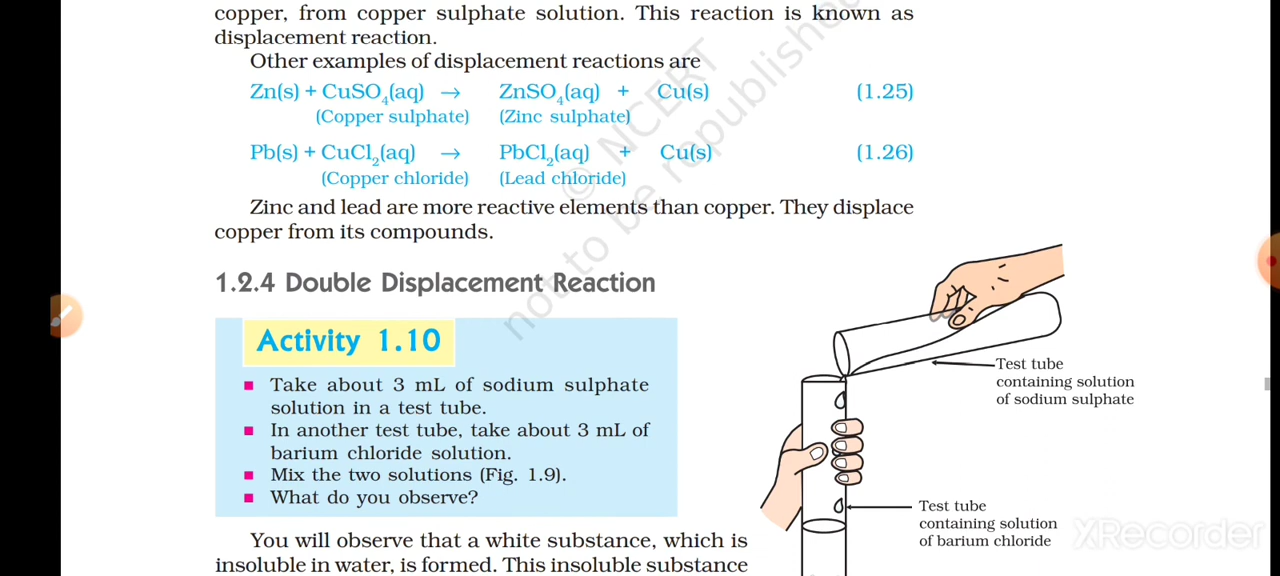 copper, from copper sulphate solution. This reaction is known as
displacement reaction.
Other examples of displacement reactions are
Zn(s) + CuSO₄(aq) → ZnSO₄(aq) + Cu(s) (1.25)
(Copper sulphate) (Zinc sulphate)
Pb(s) + CuCl₂(aq) → PbCl₂(aq) + Cu(s) (1.26)
(Copper chloride) (Lead chloride)
Zinc and lead are more reactive elements than copper. They displace
copper from its compounds.
1.2.4 Double Displacement Reaction
Activity 1.10
■ Take about 3 mL of sodium sulphate
solution in a test tube.
■ In another test tube, take about 3 mL of
barium chloride solution.
■ Mix the two solutions (Fig. 1.9).
■ What do you observe?
You will observe that a white substance, which is
insoluble in water, is formed. This insoluble substance
Test tube
containing solution
of sodium sulphate
Test tube
containing solution
of barium chloride
© NCERT
not to be republished
XRecorder